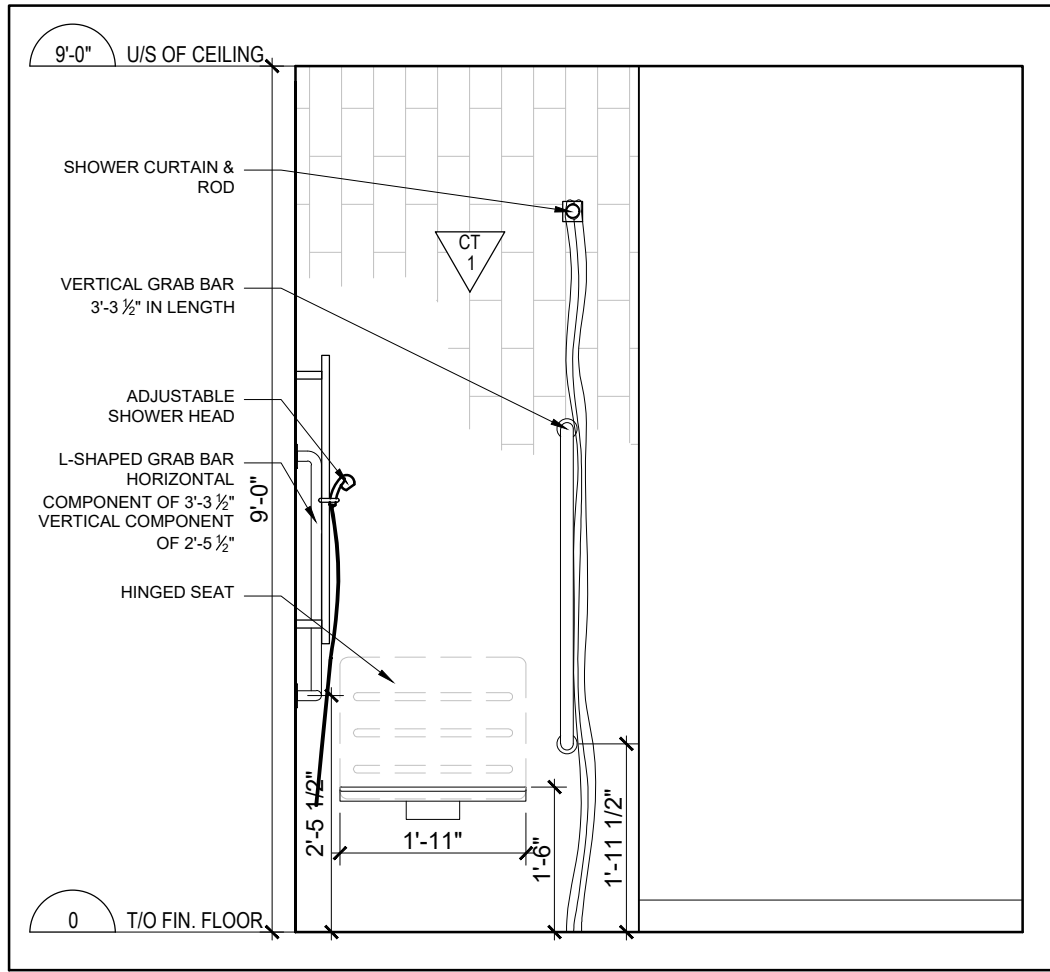 9'-0" U/S OF CEILING
SHOWER CURTAIN &
ROD
CT
1
VERTICAL GRAB BAR
3'-3 ½" IN LENGTH
ADJUSTABLE
SHOWER HEAD
L-SHAPED GRAB BAR
HORIZONTAL
COMPONENT OF 3'-3 ½"
VERTICAL COMPONENT
OF 2'-5 ½"
9'-0"
HINGED SEAT
2'-5 1/2"
1'-11"
1'-6"
1'-11 1/2"
0 T/O FIN. FLOOR